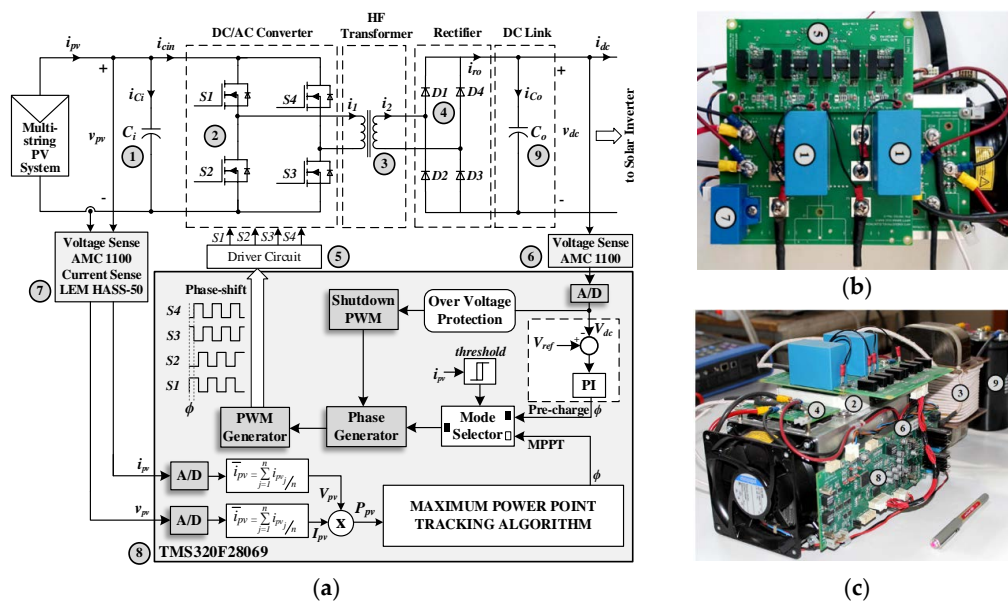 DC/AC Converter
HF
Transformer
Rectifier
DC Link
i_pv
i_cin
i_ro
i_dc
+
i_Ci
S1
S4
i_1
i_2
D1
D4
i_Co
+
Multi-
string PV
System
v_pv
C_i
1
2
3
4
C_o
9
v_dc
to Solar Inverter
S2
S3
D2
D3
-
-
Voltage Sense
AMC 1100
Current Sense
LEM HASS-50
7
S1 S2 S3 S4
Driver Circuit
5
6
Voltage Sense
AMC 1100
A/D
Phase-shift
S4
S3
S2
S1
ϕ
Shutdown
PWM
Over Voltage
Protection
V_dc
V_ref
+
-
PI
threshold
i_pv
Pre-charge
ϕ
PWM
Generator
Phase
Generator
Mode
Selector
MPPT
ϕ
i_pv
A/D
i_pv = ∑ i_pv_j / n
n
j=1
V_pv
v_pv
A/D
i_pv = ∑ i_pv_j / n
n
j=1
I_pv
X
P_pv
MAXIMUM POWER POINT
TRACKING ALGORITHM
8
TMS320F28069
(a)
5
1
1
7
(b)
2
3
4
6
8
9
(c)